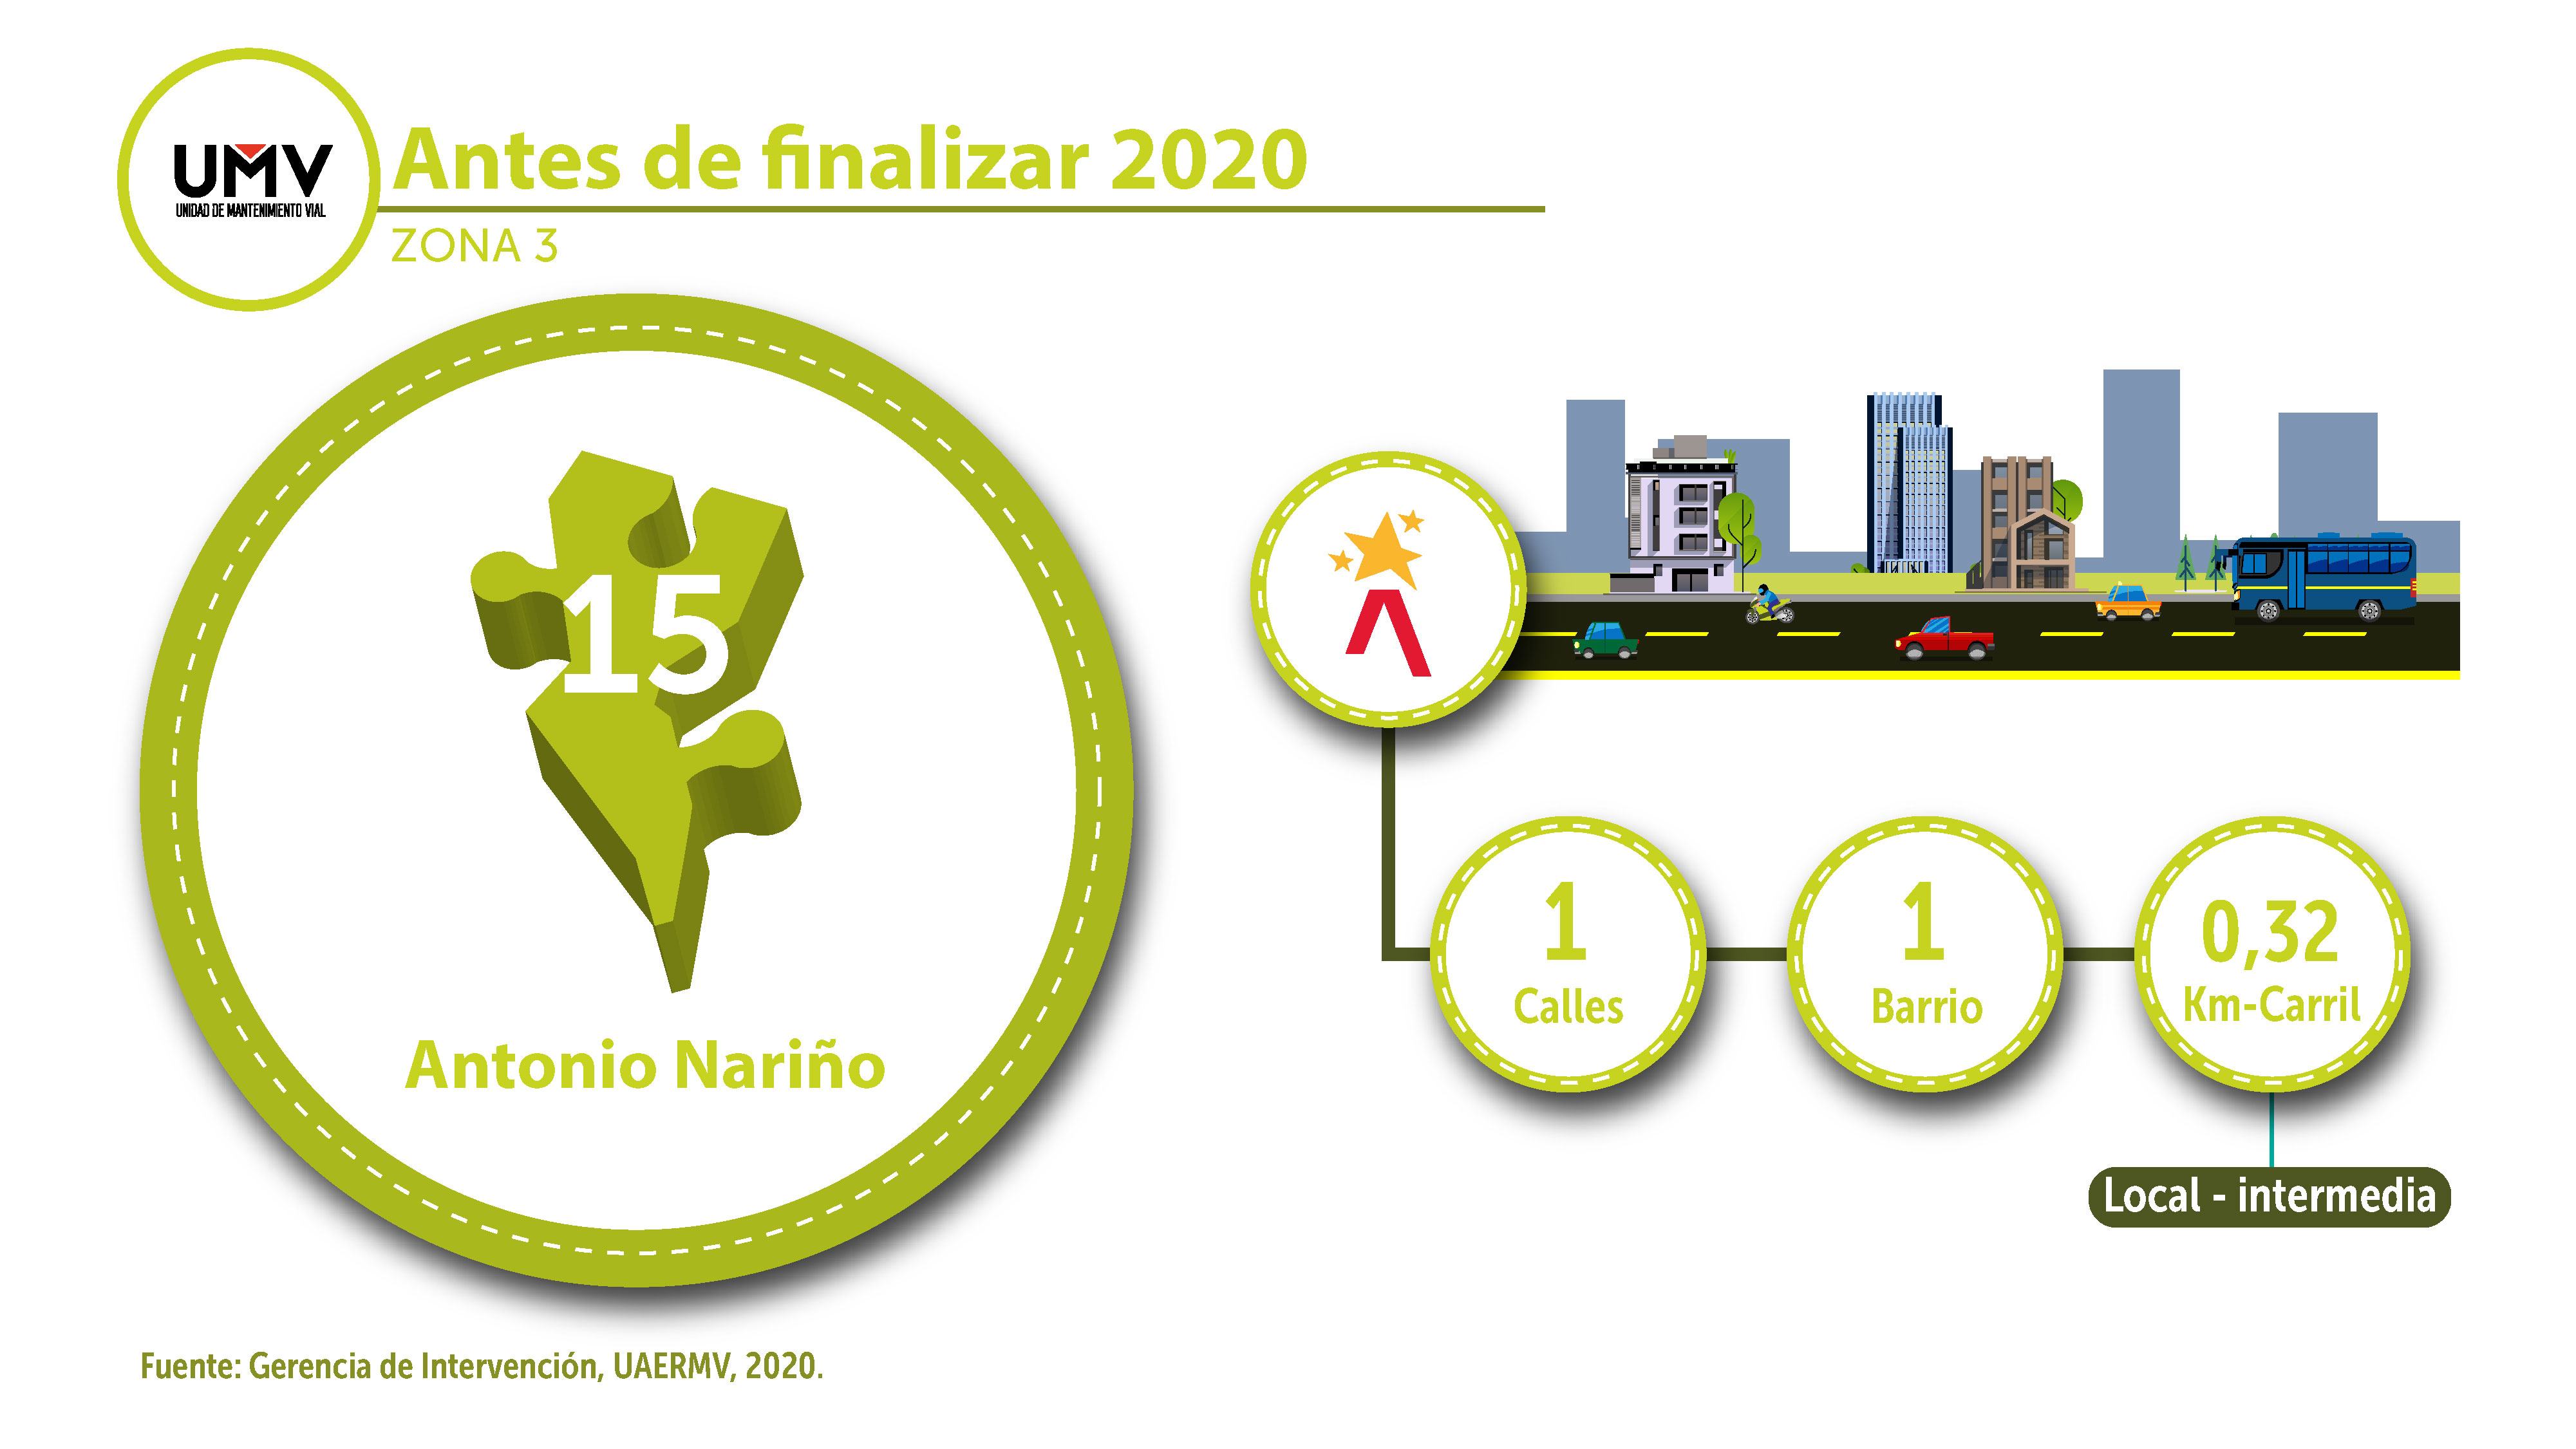 UMV
UNIDAD DE MANTENIMIENTO VIAL
Antes de finalizar 2020
ZONA 3
15
Antonio Nariño
1
Calles
1
Barrio
0,32
Km-Carril
Local - intermedia
Fuente: Gerencia de Intervención, UAERMV, 2020.